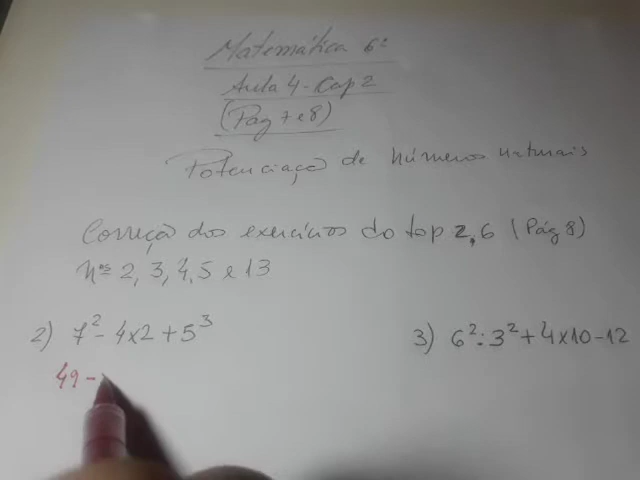 Matemática 6º
Aula 4 - Cap 2
(Pág 7 e 8)
Potenciação de números naturais
Correção dos exercícios do top 2,6 (Pág 8)
Nos 2, 3, 4, 5 e 13
2) 7² - 4x2 + 5³
3) 6² : 3² + 4x10 - 12
49 -